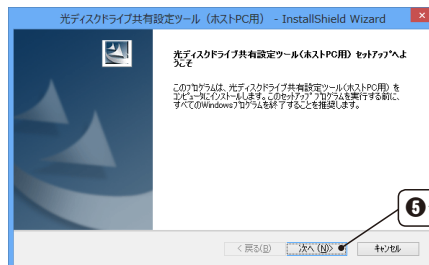 光ディスクドライブ共有設定ツール（ホストPC用） - InstallShield Wizard
光ディスクドライブ共有設定ツール(ホストPC用) セットアップへよ
うこそ
このプログラムは、光ディスクドライブ共有設定ツール(ホストPC用) を
コンピュータにインストールします。このセットアップ プログラムを実行する前に、
すべてのWindowsプログラムを終了することを推奨します。
❺
< 戻る(B) 次へ (N)> キャンセル